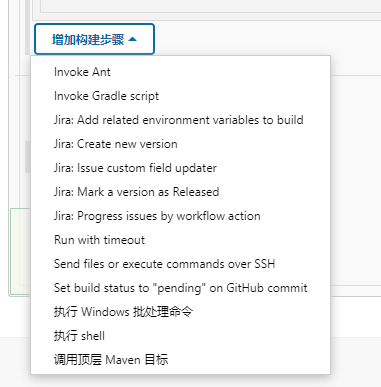 增加构建步骤
Invoke Ant
Invoke Gradle script
Jira: Add related environment variables to build
Jira: Create new version
Jira: Issue custom field updater
Jira: Mark a version as Released
Jira: Progress issues by workflow action
Run with timeout
Send files or execute commands over SSH
Set build status to "pending" on GitHub commit
执行 Windows 批处理命令
执行 shell
调用顶层 Maven 目标